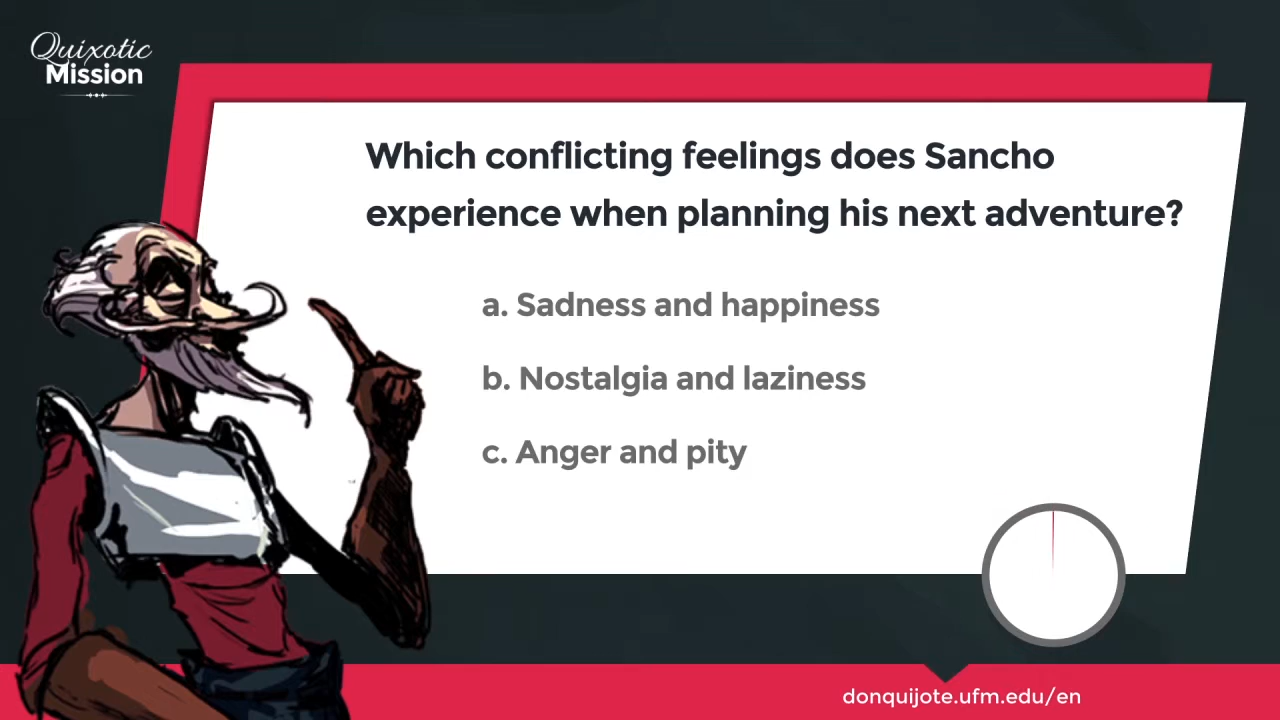 Quixotic
Mission
Which conflicting feelings does Sancho
experience when planning his next adventure?
a. Sadness and happiness
b. Nostalgia and laziness
c. Anger and pity
donquijote.ufm.edu/en